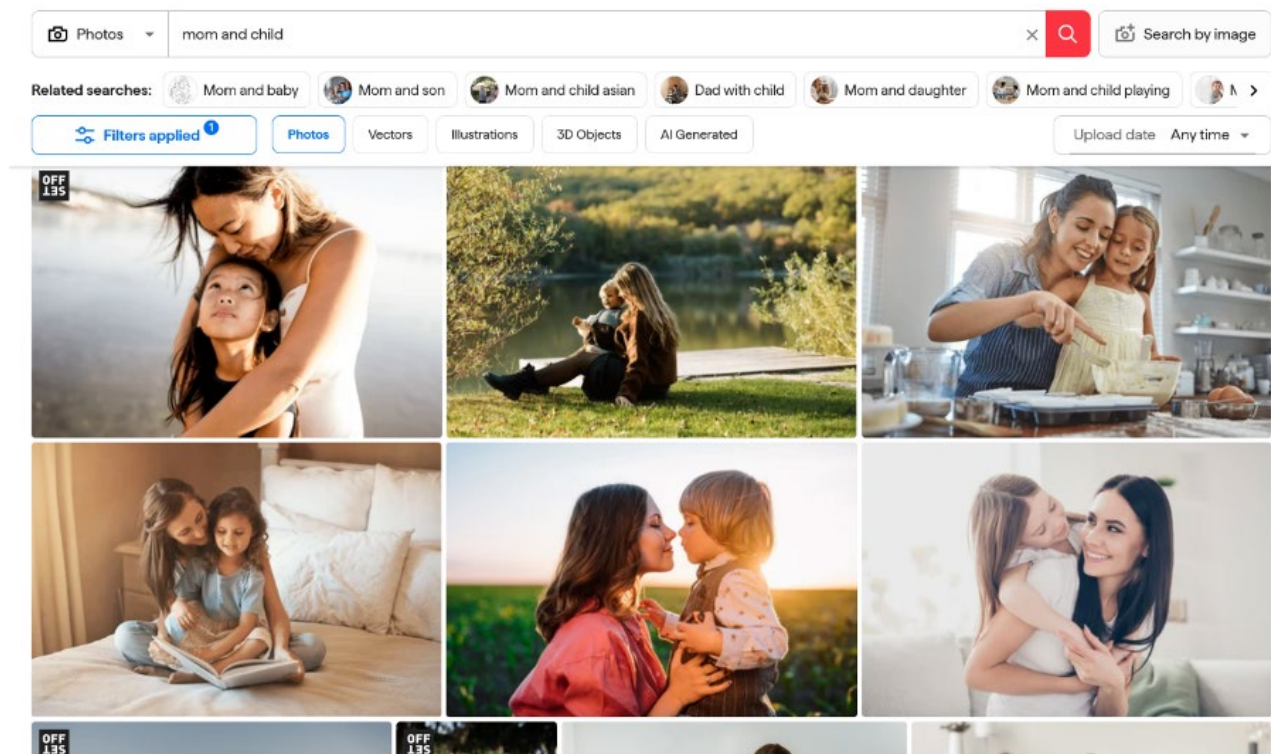 Photos
mom and child
Search by image
Related searches:
Mom and baby
Mom and son
Mom and child asian
Dad with child
Mom and daughter
Mom and child playing
Filters applied 1
Photos
Vectors
Illustrations
3D Objects
AI Generated
Upload date Any time
OFF
SET
OFF
SET
OFF
SET